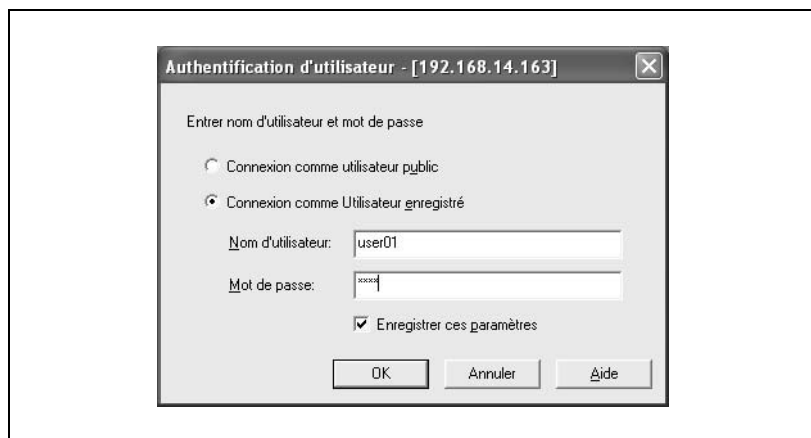 Authentification d'utilisateur - [192.168.14.163]
Entrer nom d'utilisateur et mot de passe
Connexion comme utilisateur public
Connexion comme Utilisateur enregistré
Nom d'utilisateur: user01
Mot de passe: ****
Enregistrer ces paramètres
OK Annuler Aide